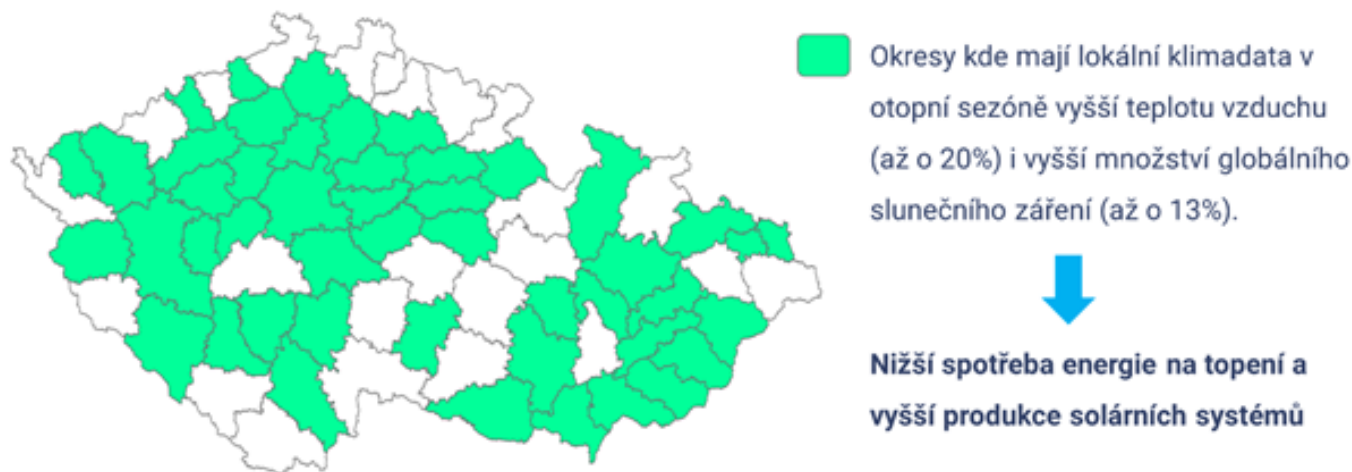 Okresy kde mají lokální klimadata v
otopní sezóně vyšší teplotu vzduchu
(až o 20%) i vyšší množství globálního
slunečního záření (až o 13%).
Nižší spotřeba energie na topení a
vyšší produkce solárních systémů